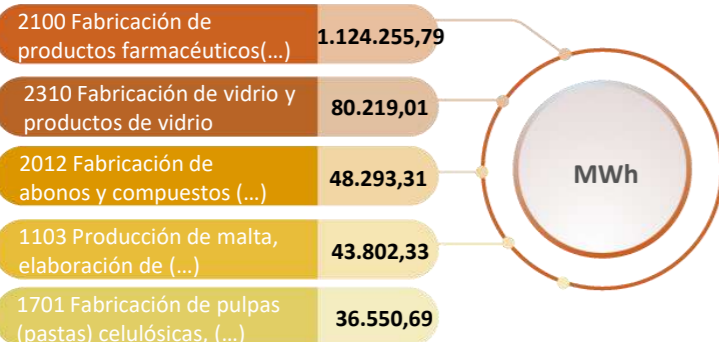 2100 Fabricación de
productos farmacéuticos(…)
1.124.255,79
2310 Fabricación de vidrio y
productos de vidrio
80.219,01
2012 Fabricación de
abonos y compuestos (…)
48.293,31
1103 Producción de malta,
elaboración de (…)
43.802,33
1701 Fabricación de pulpas
(pastas) celulósicas, (…)
36.550,69
MWh